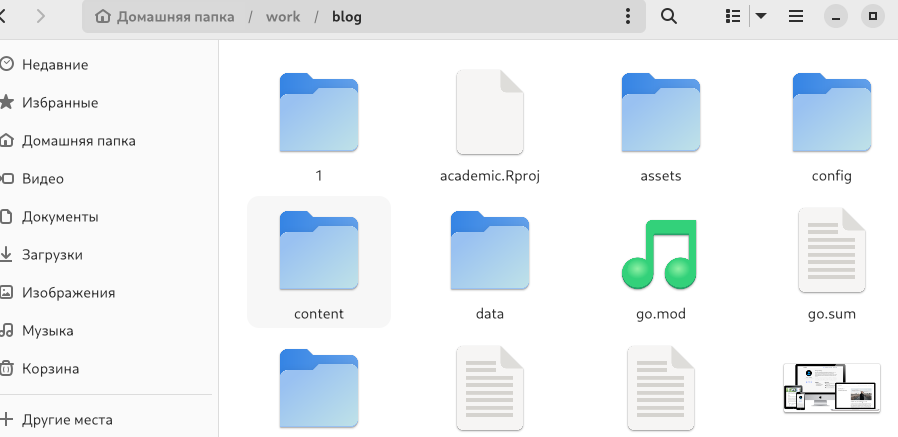 Домашняя папка / work / blog
Недавние
Избранные
Домашняя папка
Видео
Документы
Загрузки
Изображения
Музыка
Корзина
Другие места
1
academic.Rproj
assets
config
content
data
go.mod
go.sum